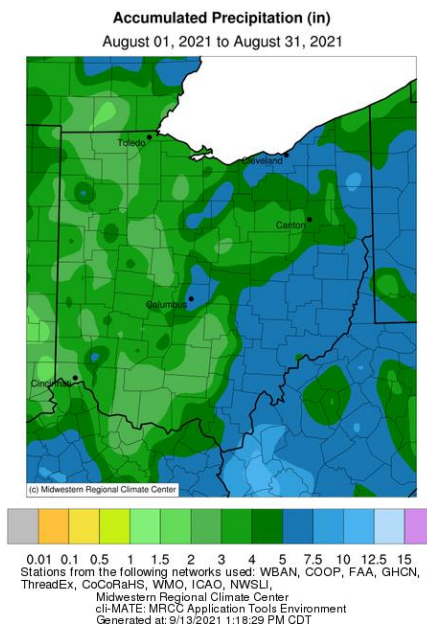 Accumulated Precipitation (in)
August 01, 2021 to August 31, 2021
Toledo
Cleveland
Canton
Columbus
Cincinnati
(c) Midwestern Regional Climate Center
0.01 0.1 0.5 1 1.5 2 3 4 5 7.5 10 12.5 15
Stations from the following networks used: WBAN, COOP, FAA, GHCN,
ThreadEx, CoCoRaHS, WMO, ICAO, NWSLI,
Midwestern Regional Climate Center
cli-MATE: MRCC Application Tools Environment
Generated at: 9/13/2021 1:18:29 PM CDT